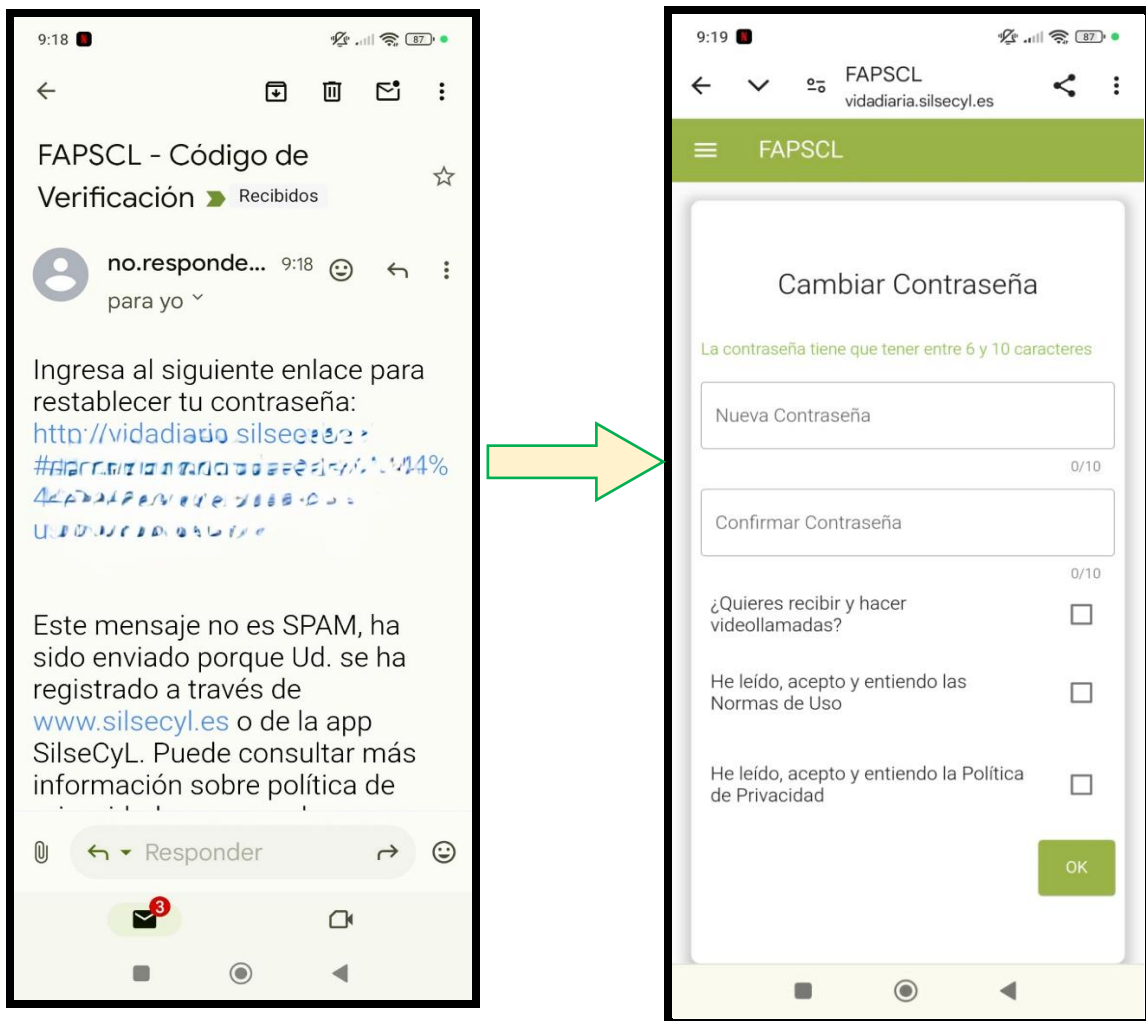 9:18
87
FAPSCL - Código de
Verificación
Recibidos
no.responde... 9:18
para yo
Ingresa al siguiente enlace para
restablecer tu contraseña:
Este mensaje no es SPAM, ha
sido enviado porque Ud. se ha
registrado a través de
www.silsecyl.es o de la app
SilseCyL. Puede consultar más
información sobre política de
Responder
3
9:19
87
FAPSCL
vidadiaria.silsecyl.es
FAPSCL
Cambiar Contraseña
La contraseña tiene que tener entre 6 y 10 caracteres
Nueva Contraseña
0/10
Confirmar Contraseña
0/10
¿Quieres recibir y hacer
videollamadas?
He leído, acepto y entiendo las
Normas de Uso
He leído, acepto y entiendo la Política
de Privacidad
OK